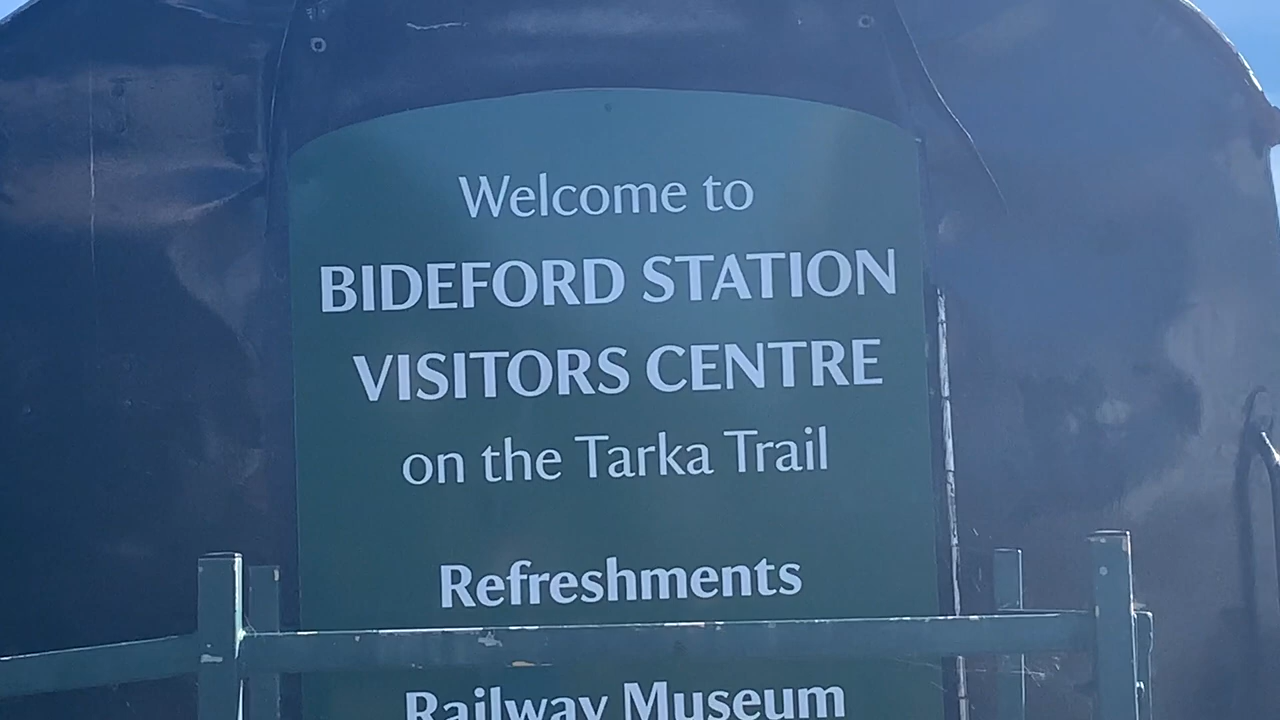 Welcome to
BIDEFORD STATION
VISITORS CENTRE
on the Tarka Trail
Refreshments
Railway Museum